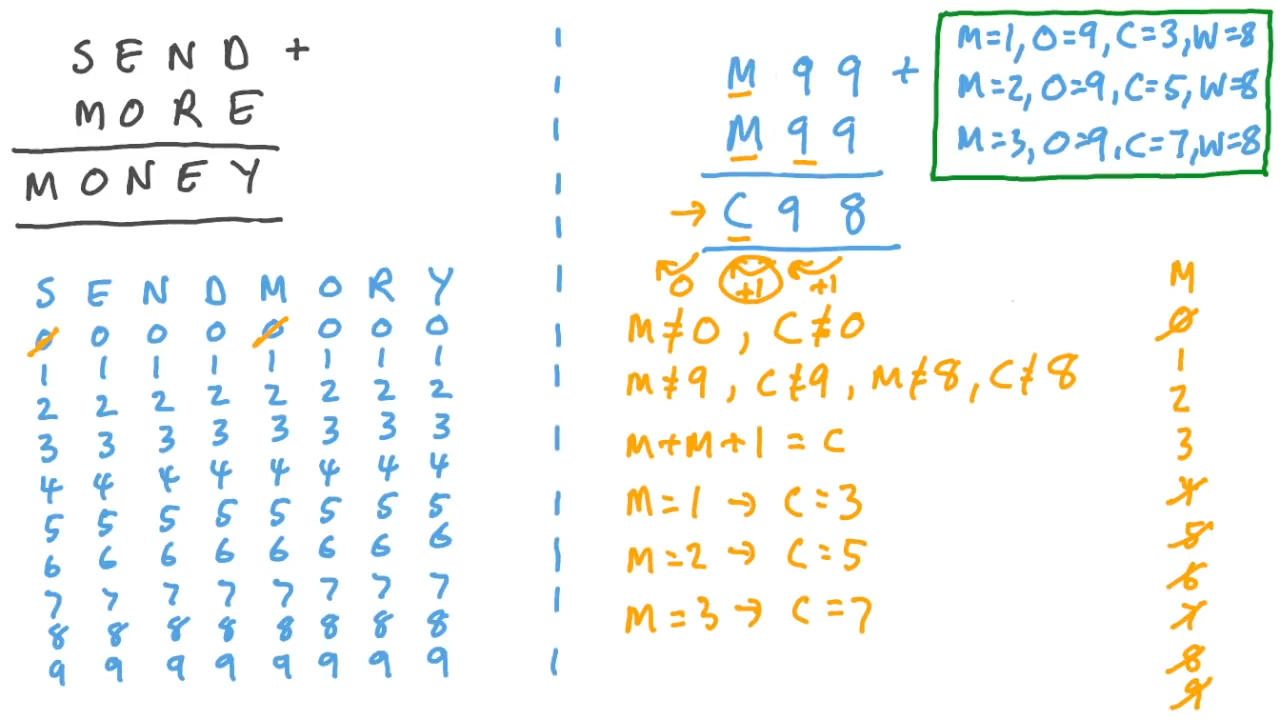 S E N D +
M O R E
M O N E Y
S E N D M O R Y
0 0 0 0 0 0 0 0
1 1 1 1 1 1 1 1
2 2 2 2 2 2 2 2
3 3 3 3 3 3 3 3
4 4 4 4 4 4 4 4
5 5 5 5 5 5 5 5
6 6 6 6 6 6 6 6
7 7 7 7 7 7 7 7
8 8 8 8 8 8 8 8
9 9 9 9 9 9 9 9
M 9 9 +
M 9 9
→ C 9 8
0 +1 +1
M≠0, C≠0
M≠9, C≠9, M≠8, C≠8
M+M+1 = C
M=1 → C=3
M=2 → C=5
M=3 → C=7
M=1, O=9, C=3, W=8
M=2, O=9, C=5, W=8
M=3, O=9, C=7, W=8
M
0
1
2
3
4
5
6
7
8
9